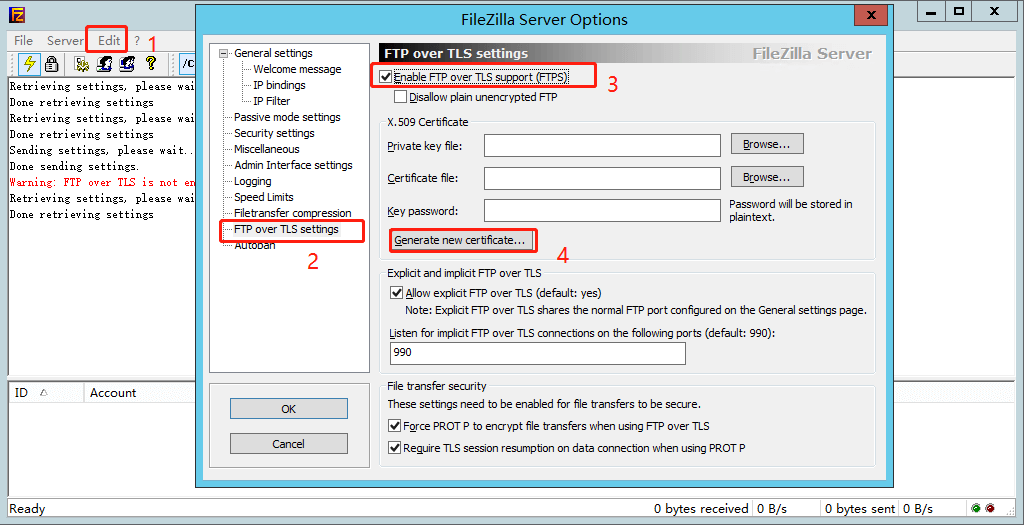 FileZilla Server Options
File Server Edit ?
1
/C
Retrieving settings, please wai
Done retrieving settings
Retrieving settings, please wai
Done retrieving settings
Sending settings, please wait..
Done sending settings.
Warning: FTP over TLS is not en
Retrieving settings, please wai
Done retrieving settings
General settings
Welcome message
IP bindings
IP Filter
Passive mode settings
Security settings
Miscellaneous
Admin Interface settings
Logging
Speed Limits
Filetransfer compression
FTP over TLS settings
Autoban
2
OK
Cancel
FTP over TLS settings
FileZilla Server
Enable FTP over TLS support (FTPS)
3
Disallow plain unencrypted FTP
X.509 Certificate
Private key file:
Browse...
Certificate file:
Browse...
Key password:
Password will be stored in
plaintext.
Generate new certificate...
4
Explicit and implicit FTP over TLS
Allow explicit FTP over TLS (default: yes)
Note: Explicit FTP over TLS shares the normal FTP port configured on the General settings page.
Listen for implicit FTP over TLS connections on the following ports (default: 990):
990
File transfer security
These settings need to be enabled for file transfers to be secure.
Force PROT P to encrypt file transfers when using FTP over TLS
Require TLS session resumption on data connection when using PROT P
ID Account
Ready
0 bytes received 0 B/s 0 bytes sent 0 B/s